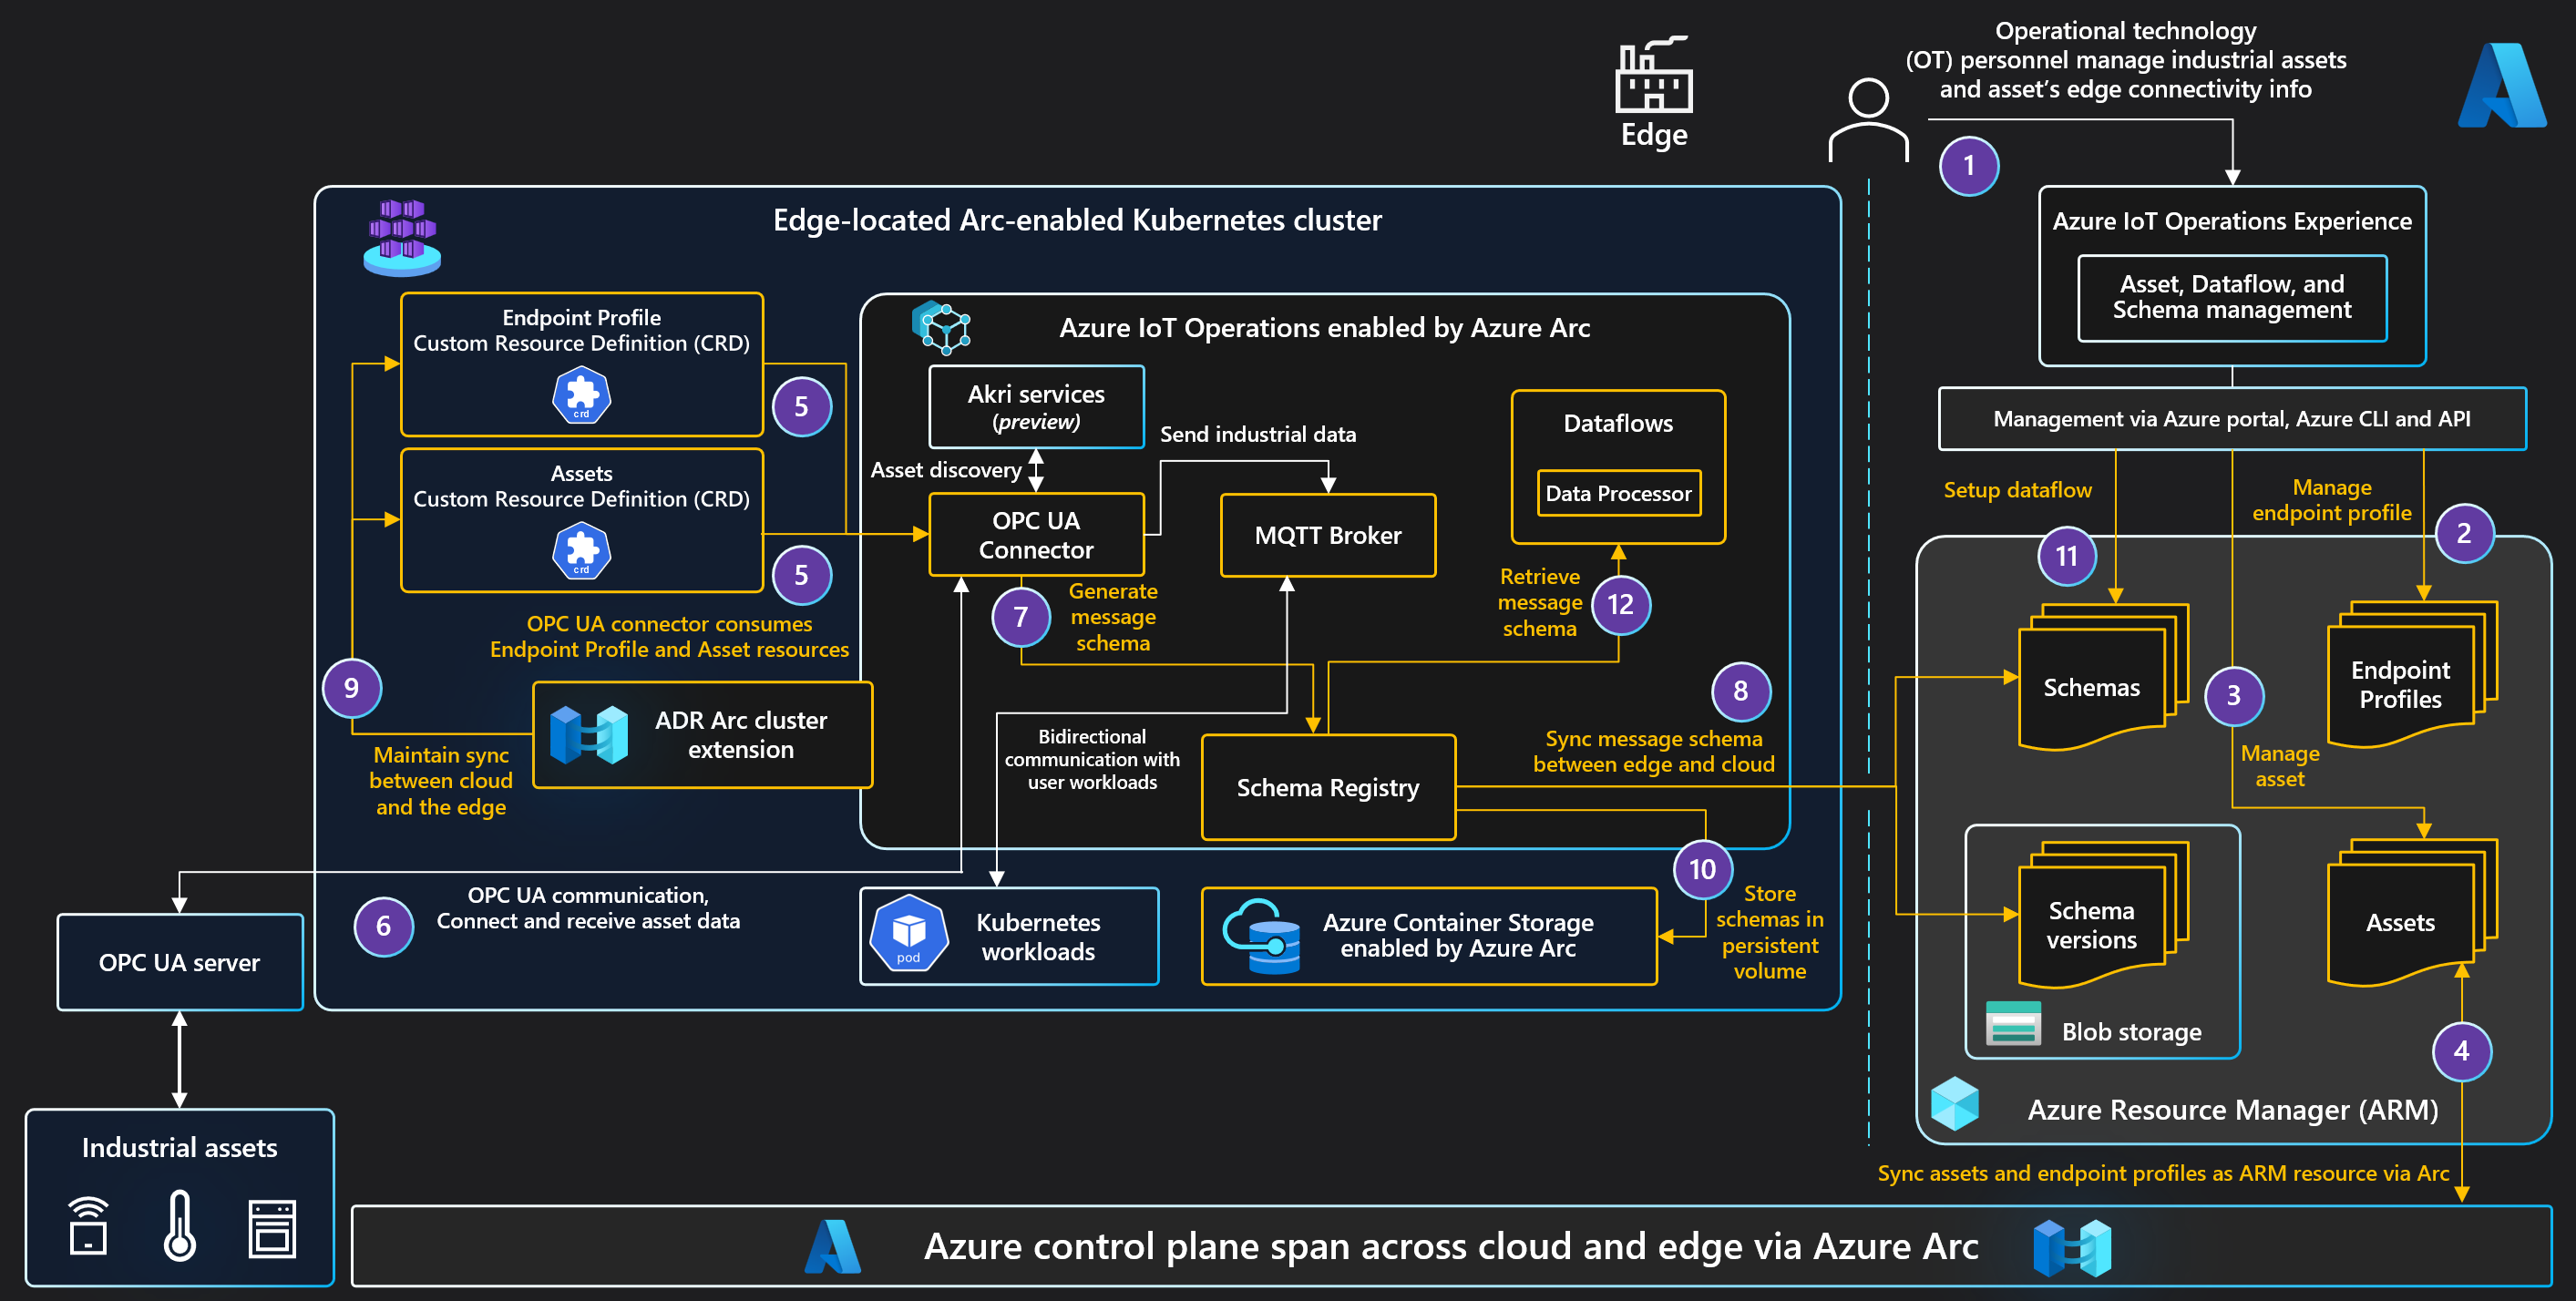 Operational technology
(OT) personnel manage industrial assets
and asset's edge connectivity info
Edge
1
Azure IoT Operations Experience
Asset, Dataflow, and
Schema management
Management via Azure portal, Azure CLI and API
Edge-located Arc-enabled Kubernetes cluster
Endpoint Profile
Custom Resource Definition (CRD)
crd
5
Assets
Custom Resource Definition (CRD)
crd
5
OPC UA connector consumes
Endpoint Profile and Asset resources
9
Maintain sync
between cloud
and the edge
ADR Arc cluster
extension
Azure IoT Operations enabled by Azure Arc
Akri services
(preview)
Asset discovery
Send industrial data
OPC UA
Connector
MQTT Broker
Dataflows
Data Processor
7
Generate
message
schema
Retrieve
message
schema
12
8
Bidirectional
communication with
user workloads
Schema Registry
Sync message schema
between edge and cloud
10
Store
schemas in
persistent
volume
6
OPC UA communication,
Connect and receive asset data
pod
Kubernetes
workloads
Azure Container Storage
enabled by Azure Arc
OPC UA server
Industrial assets
Setup dataflow
Manage
endpoint profile
2
11
Schemas
3
Endpoint
Profiles
Manage
asset
Schema
versions
Assets
Blob storage
4
Azure Resource Manager (ARM)
Sync assets and endpoint profiles as ARM resource via Arc
Azure control plane span across cloud and edge via Azure Arc